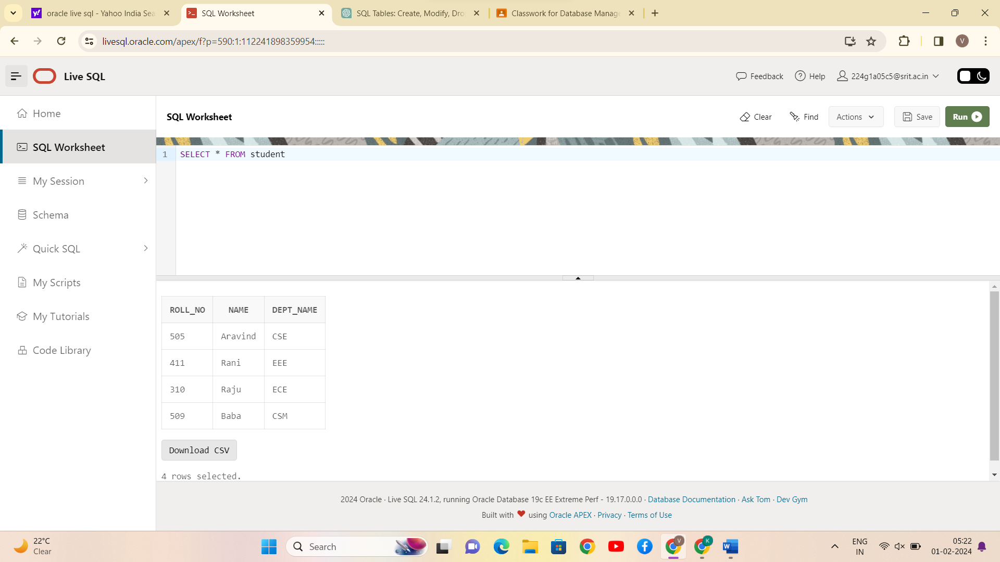 oracle live sql - Yahoo India Sea
SQL Worksheet
SQL Tables: Create, Modify, Dro
Classwork for Database Manage
livesql.oracle.com/apex/f?p=590:1:112241898359954:::::
V
Live SQL
Feedback
Help
224g1a05c5@srit.ac.in
Home
SQL Worksheet
My Session
Schema
Quick SQL
My Scripts
My Tutorials
Code Library
SQL Worksheet
Clear
Find
Actions
Save
Run
1 SELECT * FROM student
ROLL_NO NAME DEPT_NAME
505 Aravind CSE
411 Rani EEE
310 Raju ECE
509 Baba CSM
Download CSV
4 rows selected.
2024 Oracle · Live SQL 24.1.2, running Oracle Database 19c EE Extreme Perf - 19.17.0.0.0 · Database Documentation · Ask Tom · Dev Gym
Built with ❤ using Oracle APEX · Privacy · Terms of Use
22°C
Clear
Search
V
K
W
ENG
IN
05:22
01-02-2024